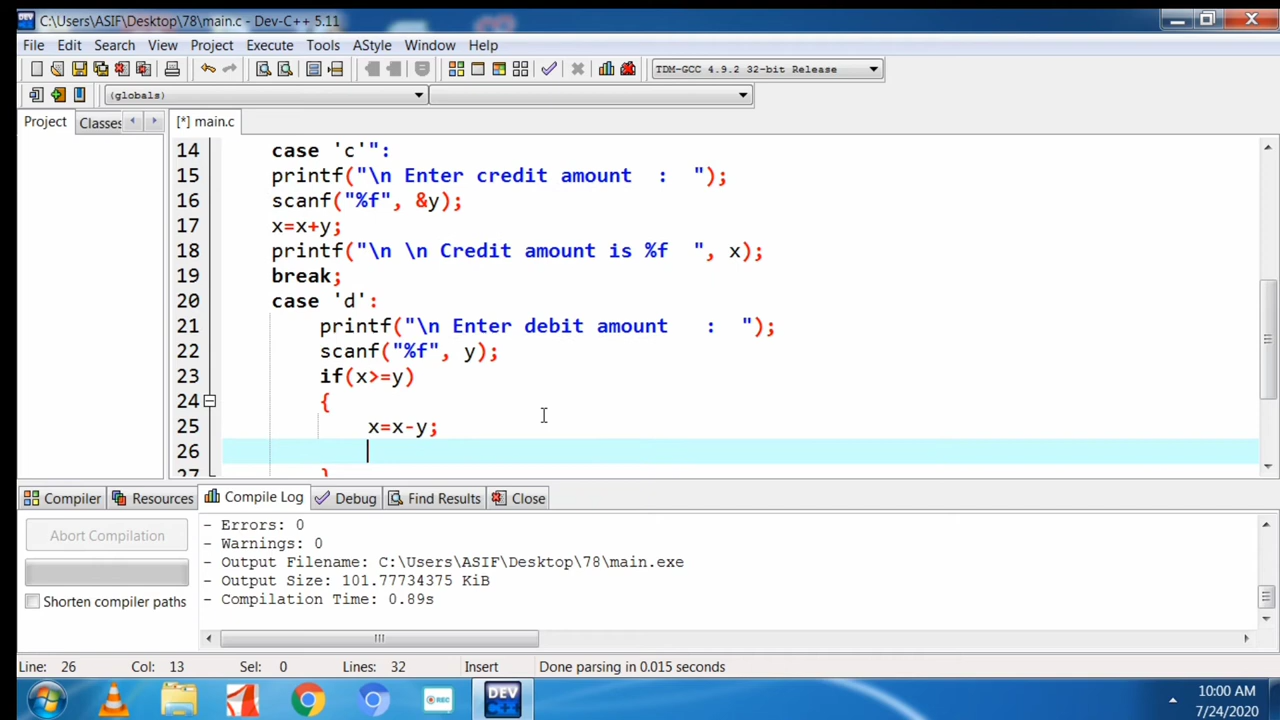 C:\Users\ASIF\Desktop\78\main.c - Dev-C++ 5.11
File Edit Search View Project Execute Tools AStyle Window Help
TDM-GCC 4.9.2 32-bit Release
(globals)
Project Classes [*] main.c
14 case 'c'":
15 printf("\n Enter credit amount : ");
16 scanf("%f", &y);
17 x=x+y;
18 printf("\n \n Credit amount is %f ", x);
19 break;
20 case 'd':
21 printf("\n Enter debit amount : ");
22 scanf("%f", y);
23 if(x>=y)
24 {
25 x=x-y;
26
27 }
Compiler Resources Compile Log Debug Find Results Close
Abort Compilation
Shorten compiler paths
- Errors: 0
- Warnings: 0
- Output Filename: C:\Users\ASIF\Desktop\78\main.exe
- Output Size: 101.77734375 KiB
- Compilation Time: 0.89s
Line: 26 Col: 13 Sel: 0 Lines: 32 Insert Done parsing in 0.015 seconds
REC
DEV C++
10:00 AM
7/24/2020